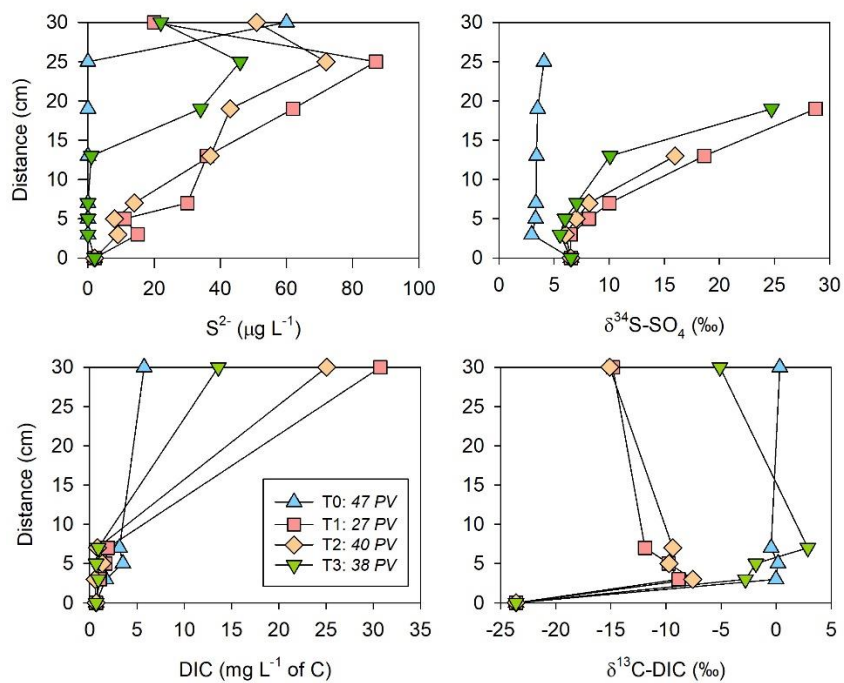 30
25
20
15
10
5
0
Distance (cm)
0 20 40 60 80 100
S²⁻ (μg L⁻¹)
30
25
20
15
10
5
0
0 5 10 15 20 25 30
δ³⁴S-SO₄ (‰)
30
25
20
15
10
5
0
Distance (cm)
T0: 47 PV
T1: 27 PV
T2: 40 PV
T3: 38 PV
0 5 10 15 20 25 30 35
DIC (mg L⁻¹ of C)
30
25
20
15
10
5
0
-25 -20 -15 -10 -5 0 5
δ¹³C-DIC (‰)